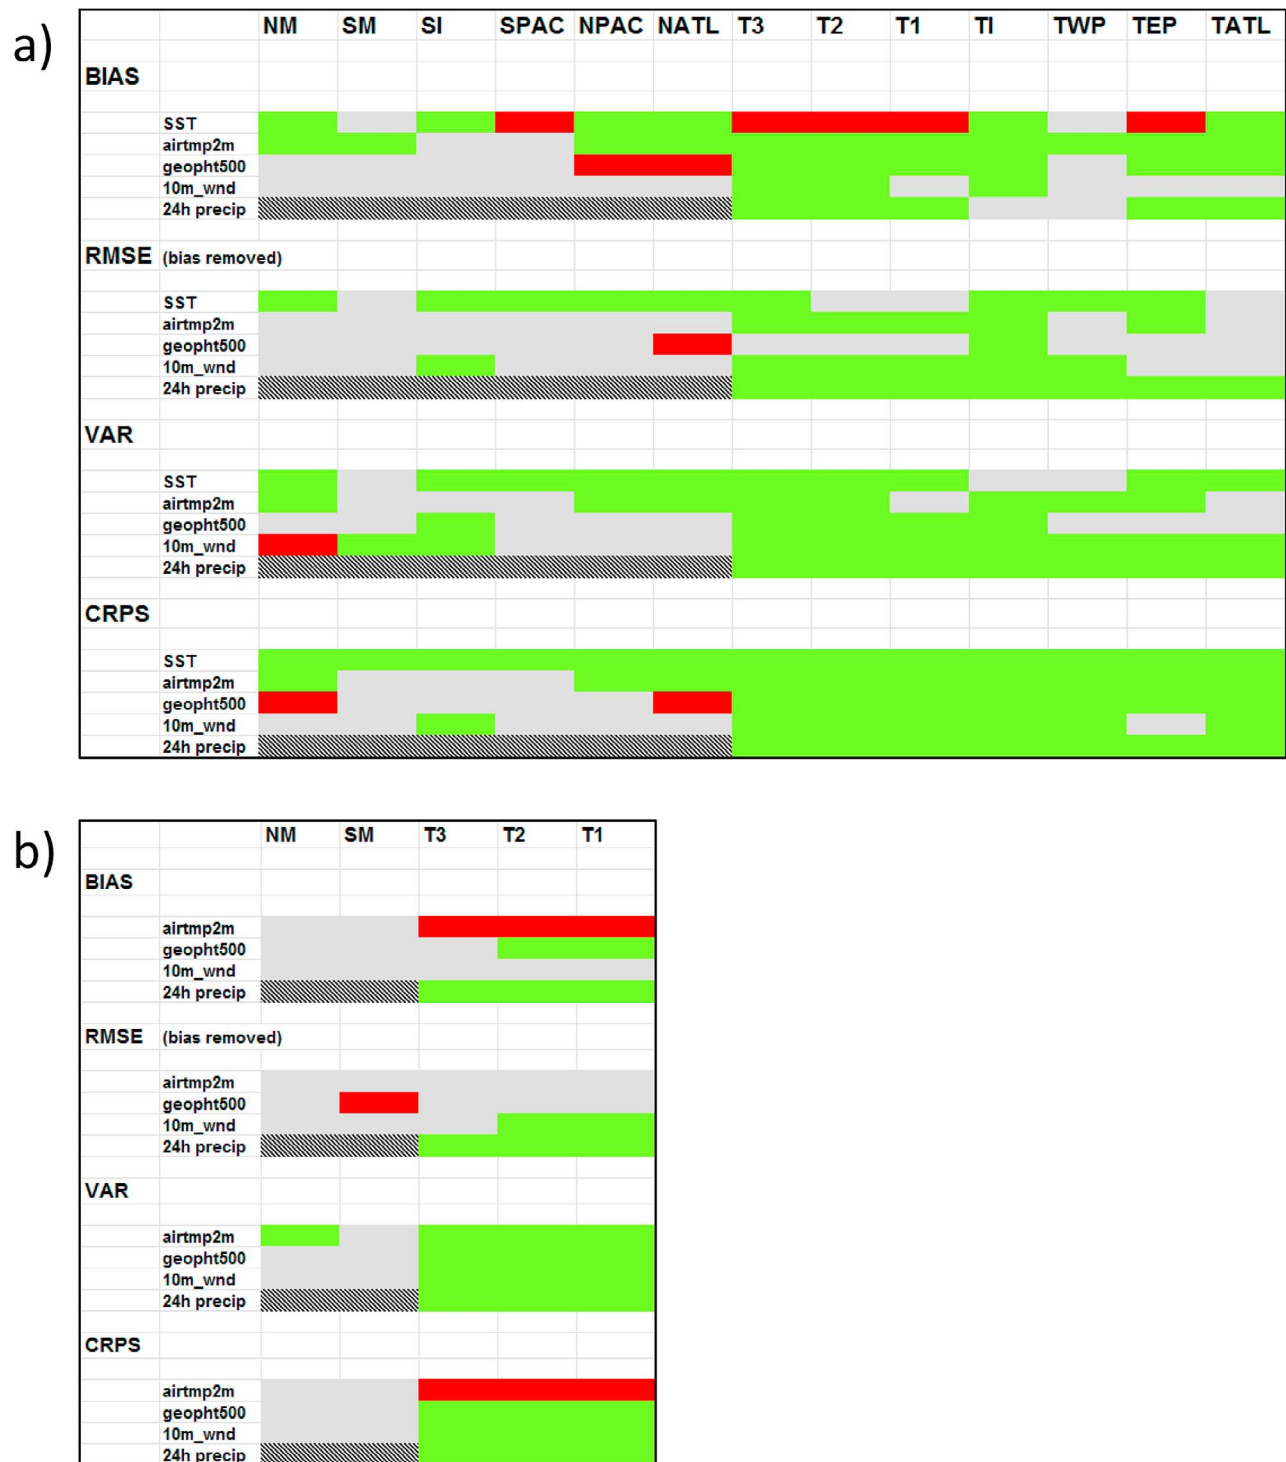 a)
NM SM SI SPAC NPAC NATL T3 T2 T1 TI TWP TEP TATL
BIAS
SST
airtmp2m
geopht500
10m_wnd
24h precip
RMSE (bias removed)
SST
airtmp2m
geopht500
10m_wnd
24h precip
VAR
SST
airtmp2m
geopht500
10m_wnd
24h precip
CRPS
SST
airtmp2m
geopht500
10m_wnd
24h precip
b)
NM SM T3 T2 T1
BIAS
airtmp2m
geopht500
10m_wnd
24h precip
RMSE (bias removed)
airtmp2m
geopht500
10m_wnd
24h precip
VAR
airtmp2m
geopht500
10m_wnd
24h precip
CRPS
airtmp2m
geopht500
10m_wnd
24h precip